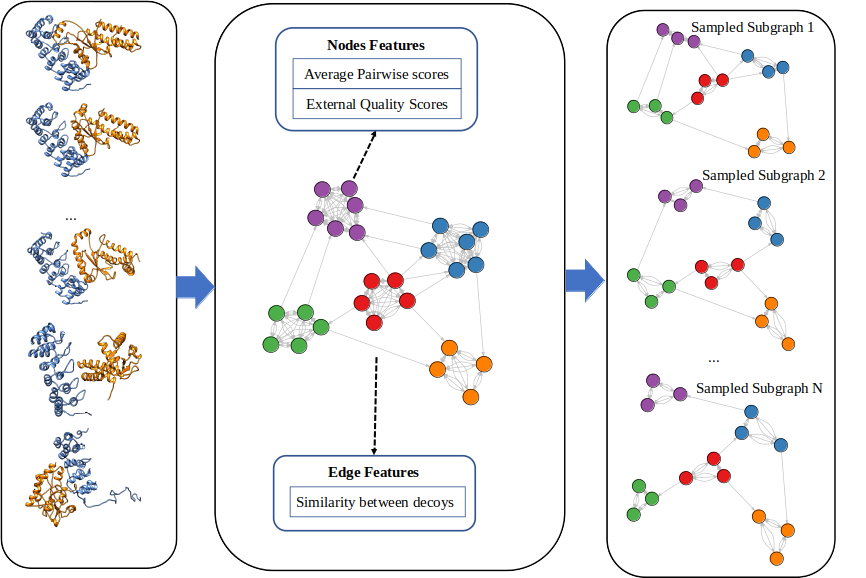 ...
Nodes Features
Average Pairwise scores
External Quality Scores
Edge Features
Similarity between decoys
Sampled Subgraph 1
Sampled Subgraph 2
...
Sampled Subgraph N